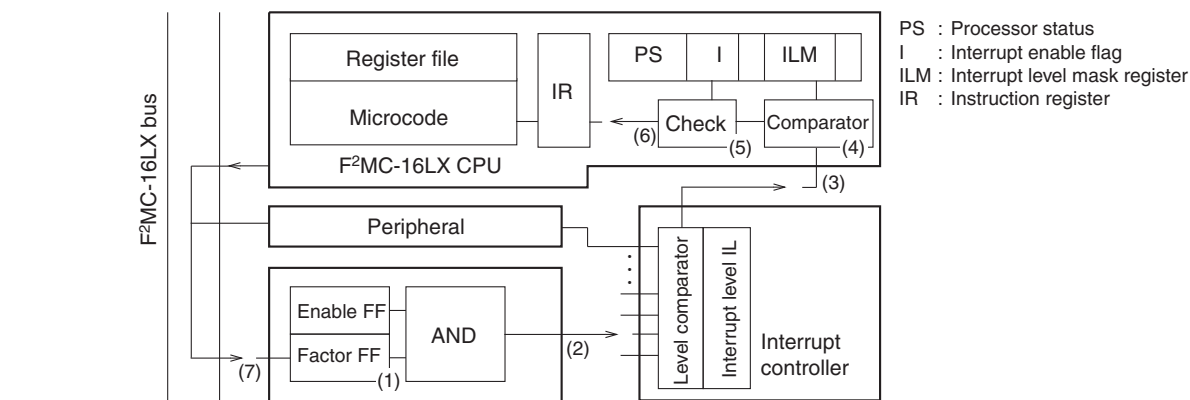 PS : Processor status
I : Interrupt enable flag
ILM : Interrupt level mask register
IR : Instruction register
F²MC-16LX bus
Register file
Microcode
IR
PS
I
ILM
Check
Comparator
(6)
(5)
(4)
F²MC-16LX CPU
(3)
Peripheral
Enable FF
Factor FF
AND
(1)
(2)
(7)
Level comparator
Interrupt level IL
Interrupt
controller